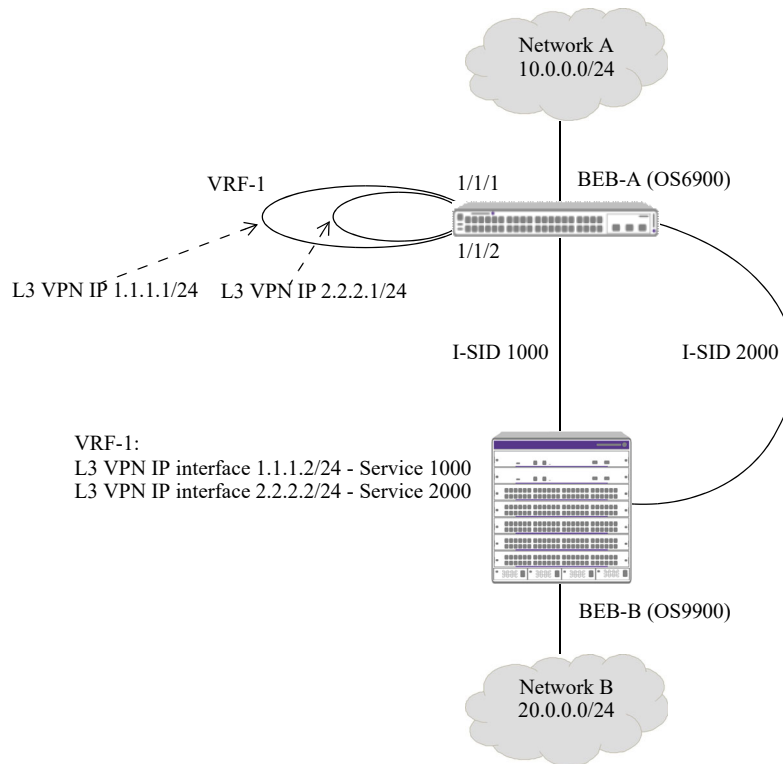 Network A
10.0.0.0/24
VRF-1
1/1/1
BEB-A (OS6900)
1/1/2
L3 VPN IP 1.1.1.1/24
L3 VPN IP 2.2.2.1/24
I-SID 1000
I-SID 2000
VRF-1:
L3 VPN IP interface 1.1.1.2/24 - Service 1000
L3 VPN IP interface 2.2.2.2/24 - Service 2000
BEB-B (OS9900)
Network B
20.0.0.0/24